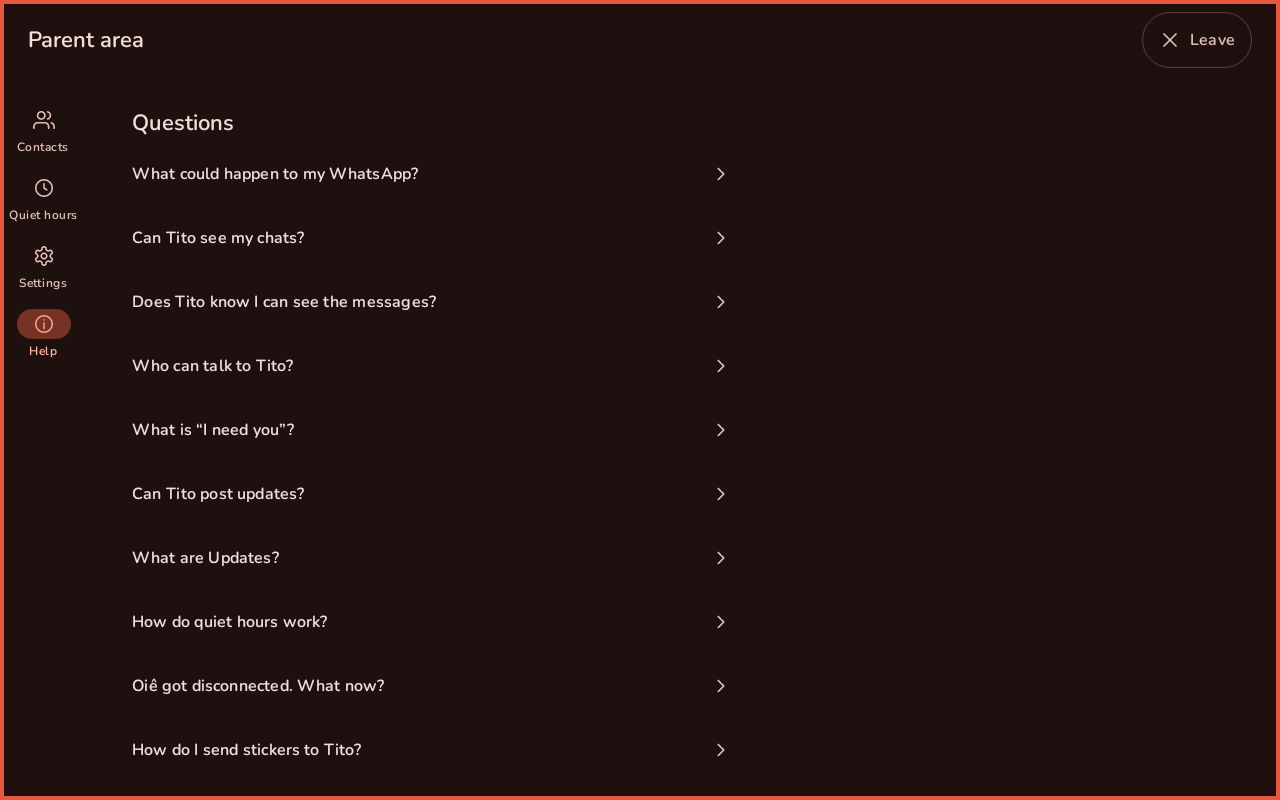 Parent area
Leave
Contacts
Quiet hours
Settings
Help
Questions
What could happen to my WhatsApp?
Can Tito see my chats?
Does Tito know I can see the messages?
Who can talk to Tito?
What is “I need you”?
Can Tito post updates?
What are Updates?
How do quiet hours work?
Oiê got disconnected. What now?
How do I send stickers to Tito?